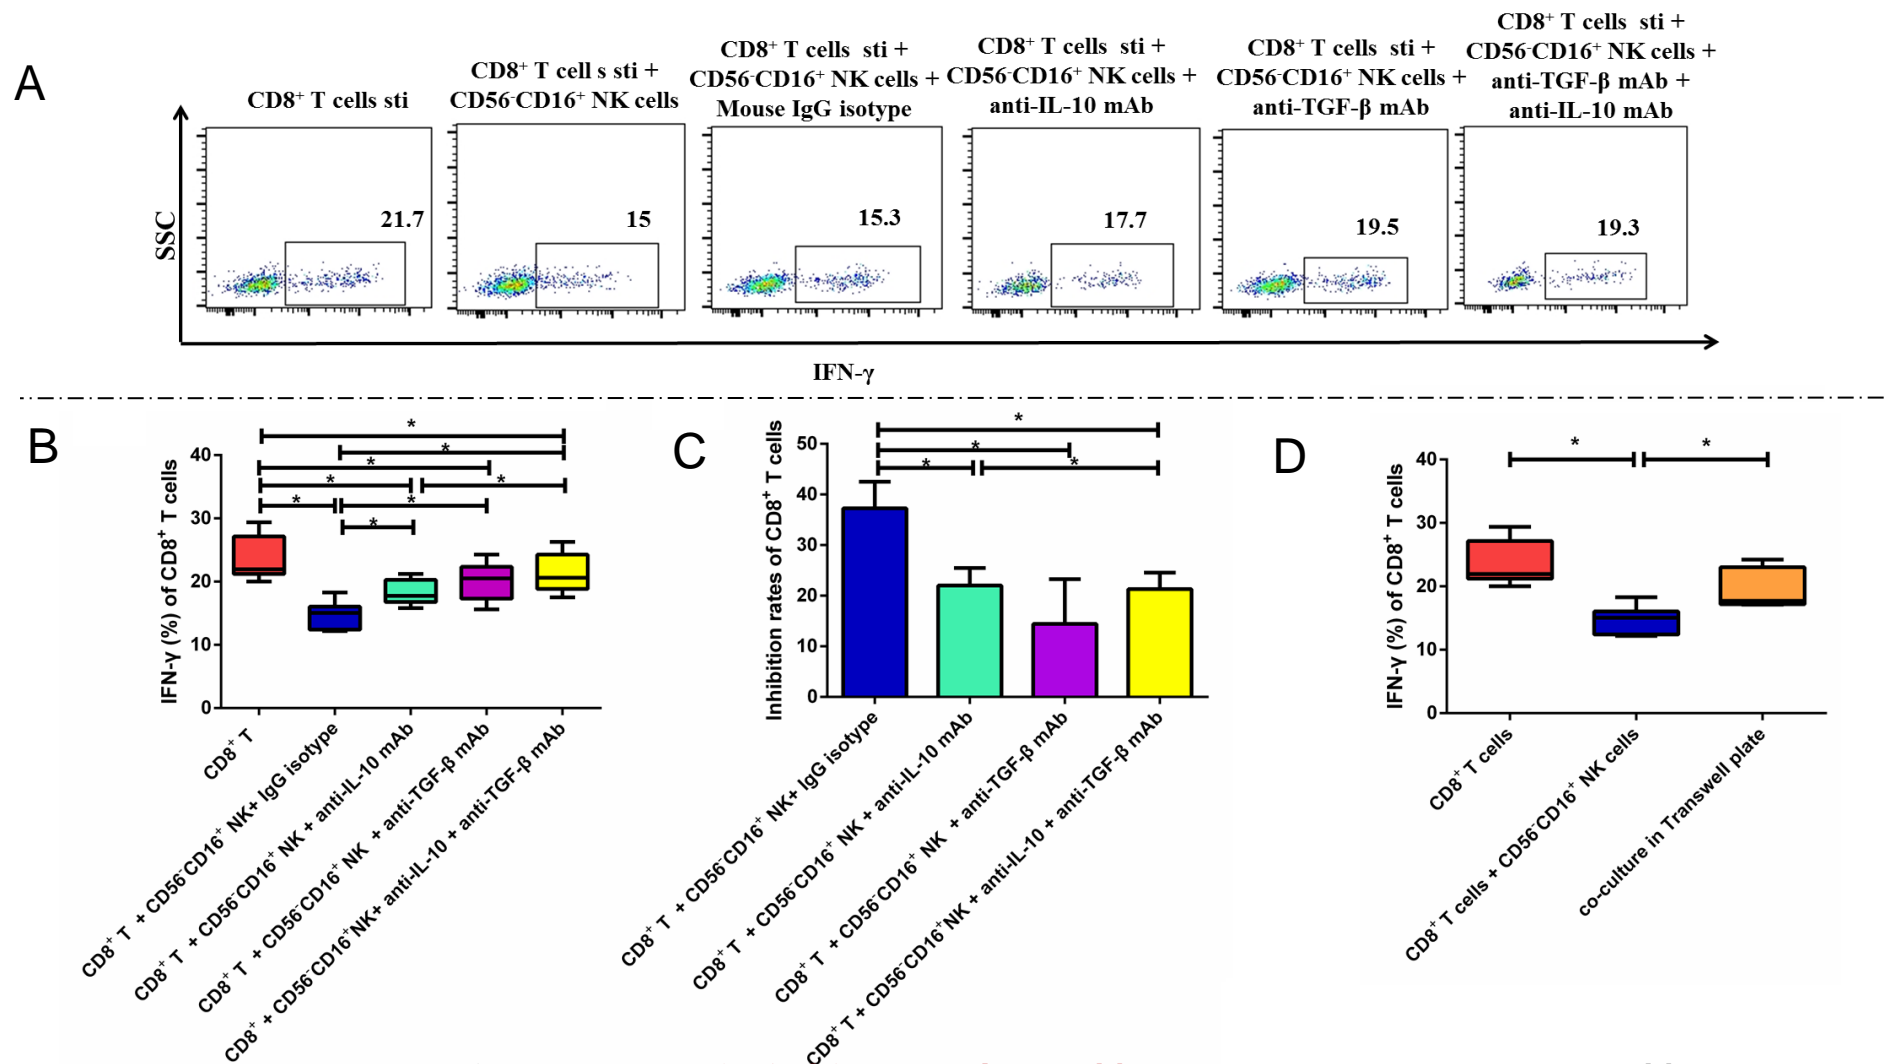 A
CD8+ T cells sti
CD8+ T cell s sti +
CD56-CD16+ NK cells
CD8+ T cells sti +
CD56-CD16+ NK cells +
Mouse IgG isotype
CD8+ T cells sti +
CD56-CD16+ NK cells +
anti-IL-10 mAb
CD8+ T cells sti +
CD56-CD16+ NK cells +
anti-TGF-β mAb
CD8+ T cells sti +
CD56-CD16+ NK cells +
anti-TGF-β mAb +
anti-IL-10 mAb
SSC
21.7
15
15.3
17.7
19.5
19.3
IFN-γ
B
IFN-γ (%) of CD8+ T cells
40
30
20
10
0
*
*
*
*
*
*
*
*
CD8+ T
CD8+ T + CD56-CD16+ NK+ IgG isotype
CD8+ T + CD56-CD16+ NK + anti-IL-10 mAb
CD8+ T + CD56-CD16+ NK + anti-TGF-β mAb
CD8+ + CD56-CD16+NK+ anti-IL-10 + anti-TGF-β mAb
C
Inhibition rates of CD8+ T cells
50
40
30
20
10
0
*
*
*
*
CD8+ T + CD56-CD16+ NK+ IgG isotype
CD8+ T + CD56-CD16+ NK + anti-IL-10 mAb
CD8+ T + CD56-CD16+ NK + anti-TGF-β mAb
CD8+ T + CD56-CD16+NK + anti-IL-10 + anti-TGF-β mAb
D
IFN-γ (%) of CD8+ T cells
40
30
20
10
0
*
*
CD8+ T cells
CD8+ T cells + CD56-CD16+ NK cells
co-culture in Transwell plate